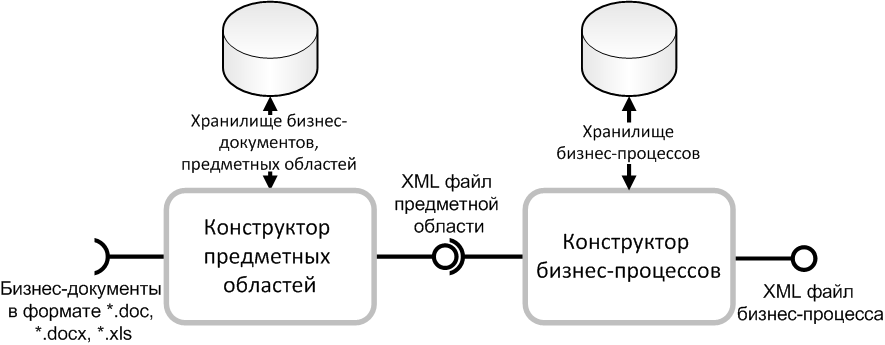 Хранилище бизнес-
документов,
предметных областей
Хранилище
бизнес-процессов
XML файл
предметной
области
Конструктор
предметных
областей
Конструктор
бизнес-процессов
Бизнес-документы
в формате *.doc,
*.docx, *.xls
XML файл
бизнес-процесса